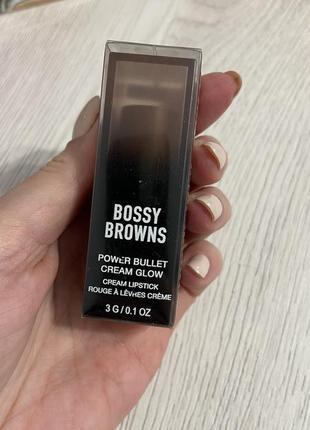 BOSSY
BROWNS
POWER BULLET
CREAM GLOW
CREAM LIPSTICK
ROUGE À LÈVRES CRÈME
3 G/0.1 OZ